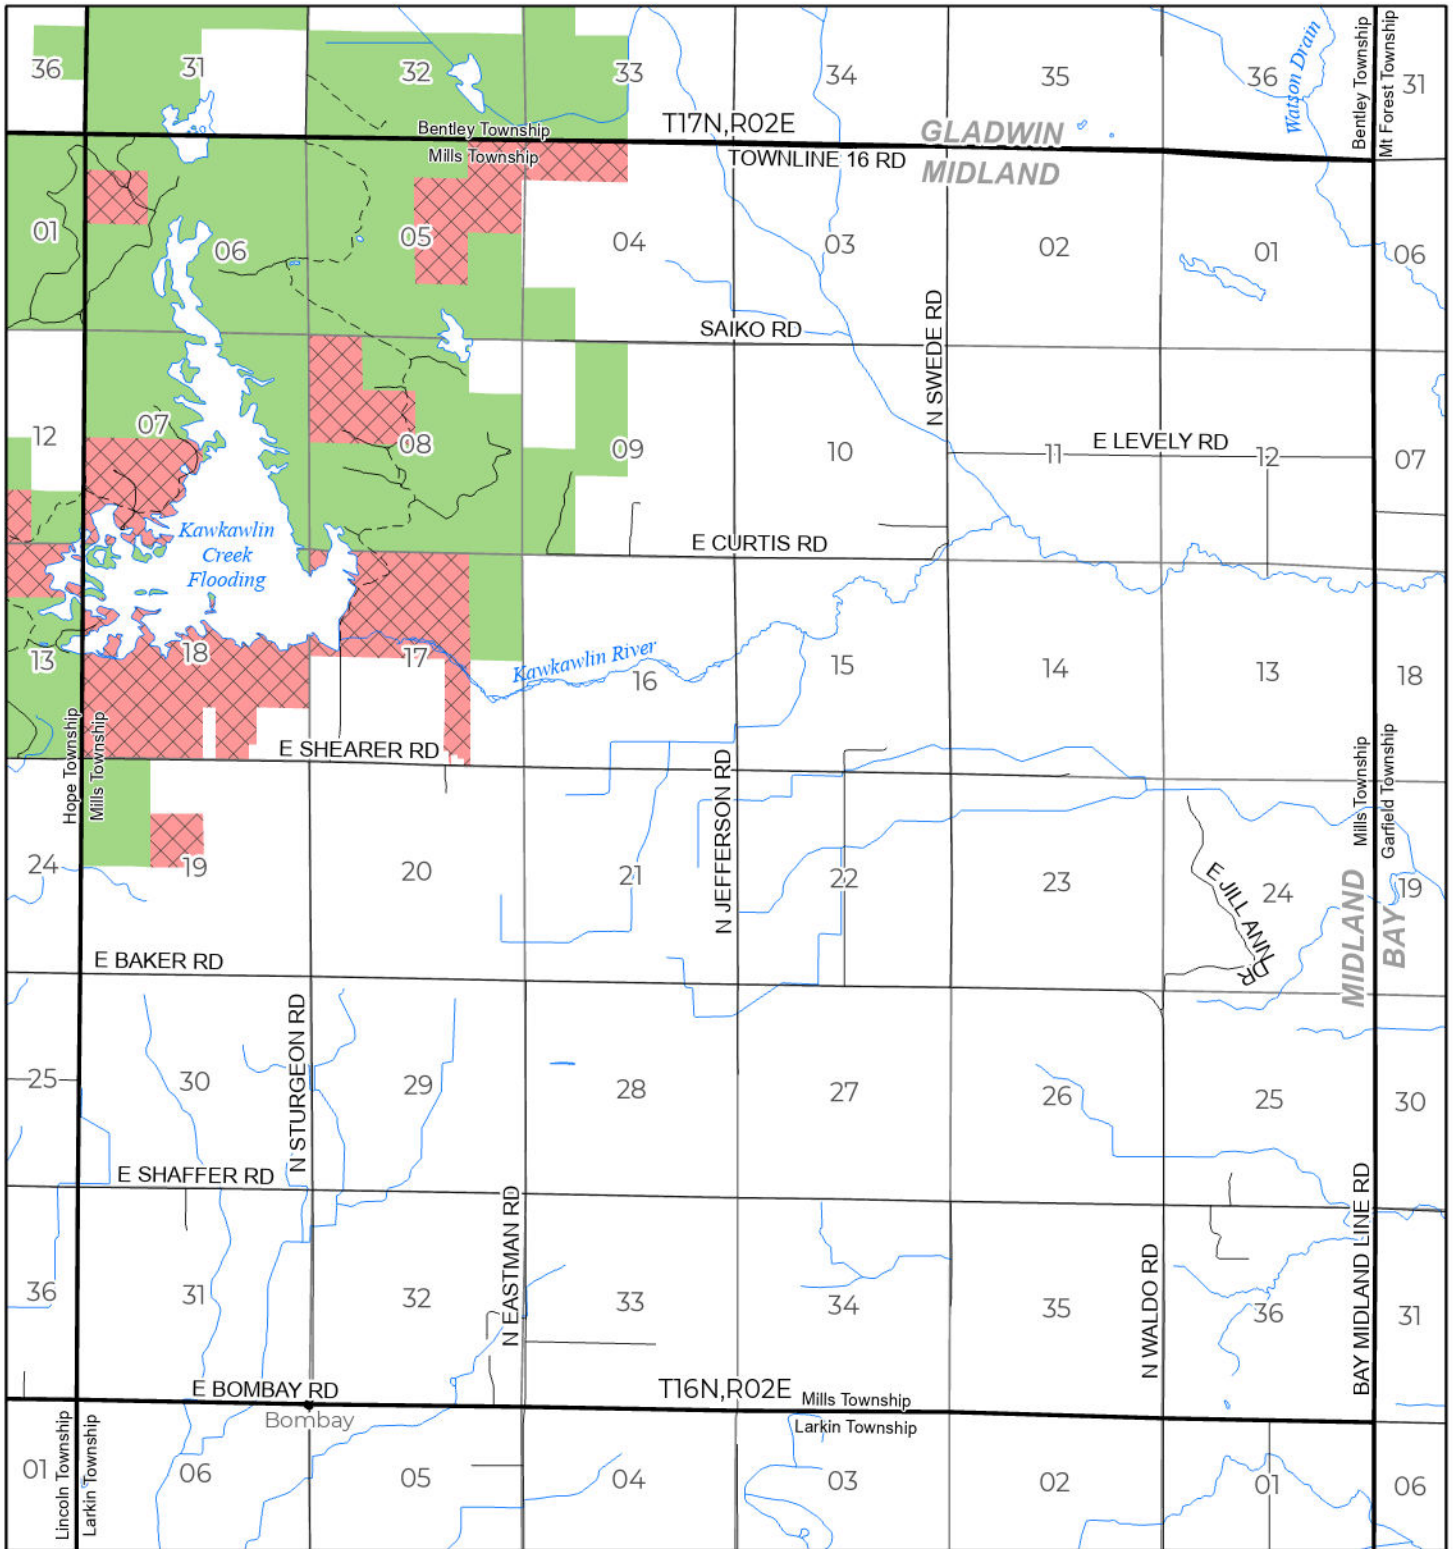 36
31
32
33
34
35
36
31
Watson Drain
Bentley Township
Mt Forest Township
Bentley Township
Mills Township
T17N,R02E
TOWNLINE 16 RD
GLADWIN
MIDLAND
01
06
05
04
03
02
01
06
SAIKO RD
N SWEDE RD
12
07
08
09
10
11
E LEVELY RD
12
07
E CURTIS RD
Kawkawlin
Creek
Flooding
Kawkawlin River
13
18
17
16
15
14
13
18
Hope Township
Mills Township
E SHEARER RD
N JEFFERSON RD
Mills Township
Garfield Township
24
19
20
21
22
23
E JILL ANN DR
24
19
MIDLAND
BAY
E BAKER RD
N STURGEON RD
25
30
29
28
27
26
25
30
E SHAFFER RD
N EASTMAN RD
N WALDO RD
BAY MIDLAND LINE RD
36
31
32
33
34
35
36
31
E BOMBAY RD
Bombay
T16N,R02E
Mills Township
Larkin Township
Lincoln Township
Larkin Township
01
06
05
04
03
02
01
06